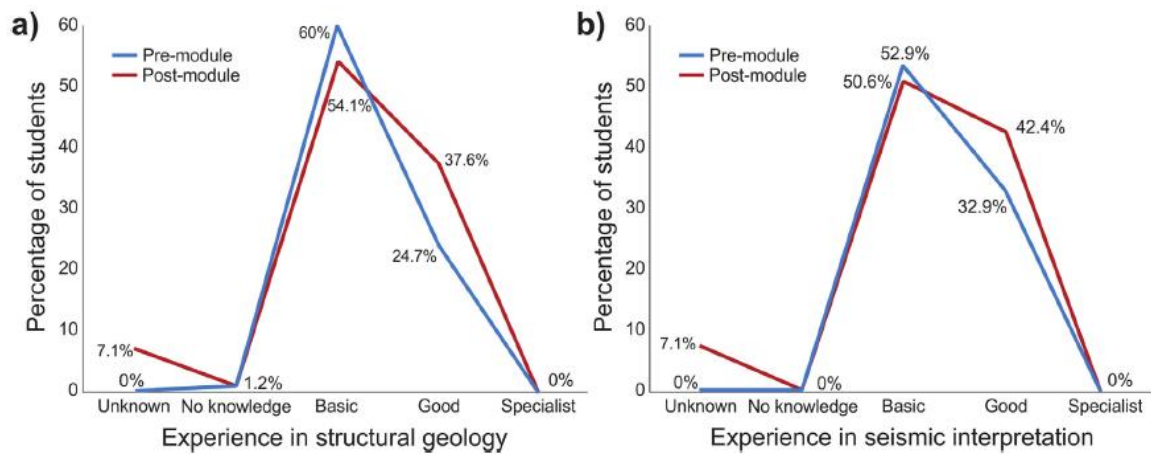 a)
60
50
40
30
20
10
0
Percentage of students
Pre-module
Post-module
60%
54.1%
37.6%
24.7%
7.1%
0%
1.2%
0%
Unknown No knowledge Basic Good Specialist
Experience in structural geology
b)
60
50
40
30
20
10
0
Percentage of students
Pre-module
Post-module
52.9%
50.6%
42.4%
32.9%
7.1%
0%
0%
0%
Unknown No knowledge Basic Good Specialist
Experience in seismic interpretation